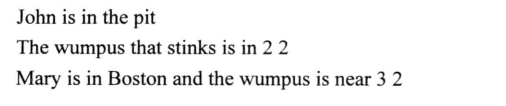 John is in the pit
The wumpus that stinks is in 2 2
Mary is in Boston and the wumpus is near 3 2